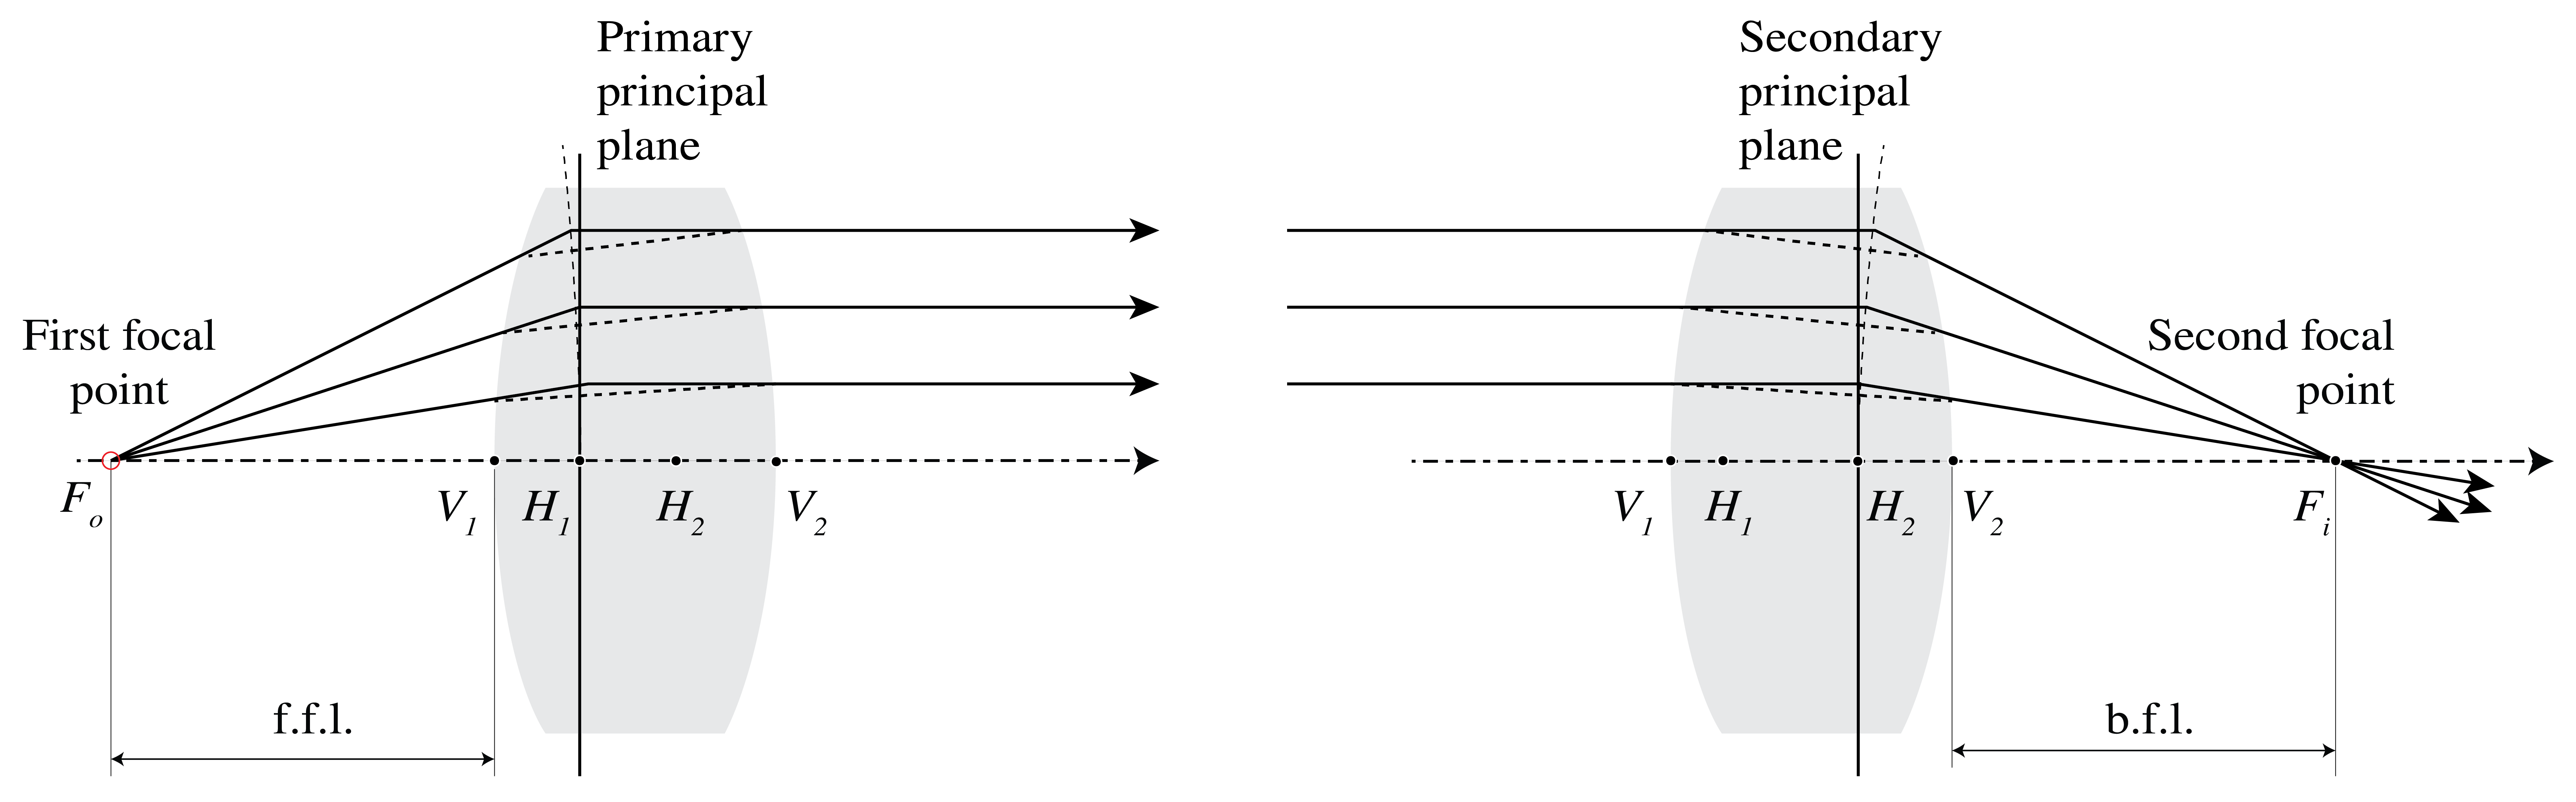 Primary
principal
plane
First focal
point
F_o
V_1 H_1 H_2 V_2
f.f.l.
Secondary
principal
plane
Second focal
point
V_1 H_1 H_2 V_2 F_i
b.f.l.